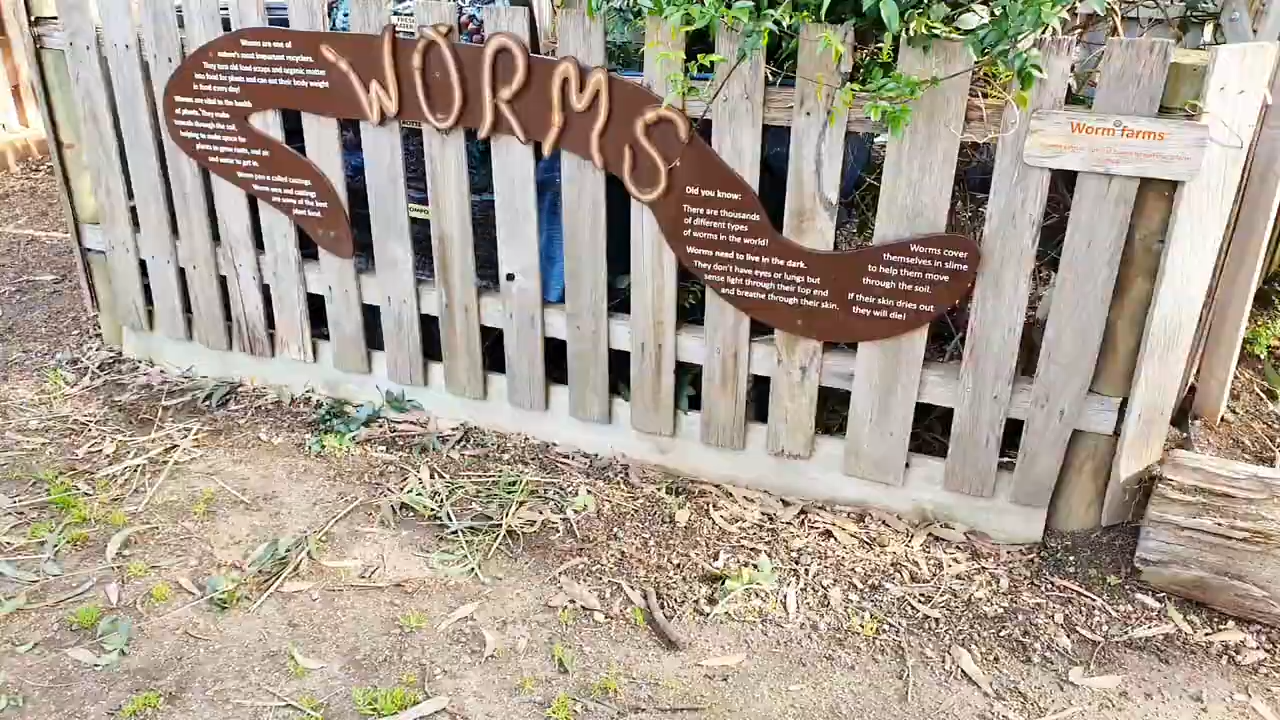 WORMS
Worms are one of
nature's most important recyclers.
They turn old food scraps and organic matter
into food for plants and can eat their body weight
in food every day!
Worms are vital to the health
of plants. They make
tunnels through the soil,
helping to make space for
plants to grow roots, and air
and water to get in.
Worm poo is called castings.
Worm wee and castings
are some of the best
plant food.
Did you know:
There are thousands
of different types
of worms in the world!
Worms need to live in the dark.
They don't have eyes or lungs but
sense light through their top end
and breathe through their skin.
Worms cover
themselves in slime
to help them move
through the soil.
If their skin dries out
they will die!
Worm farms